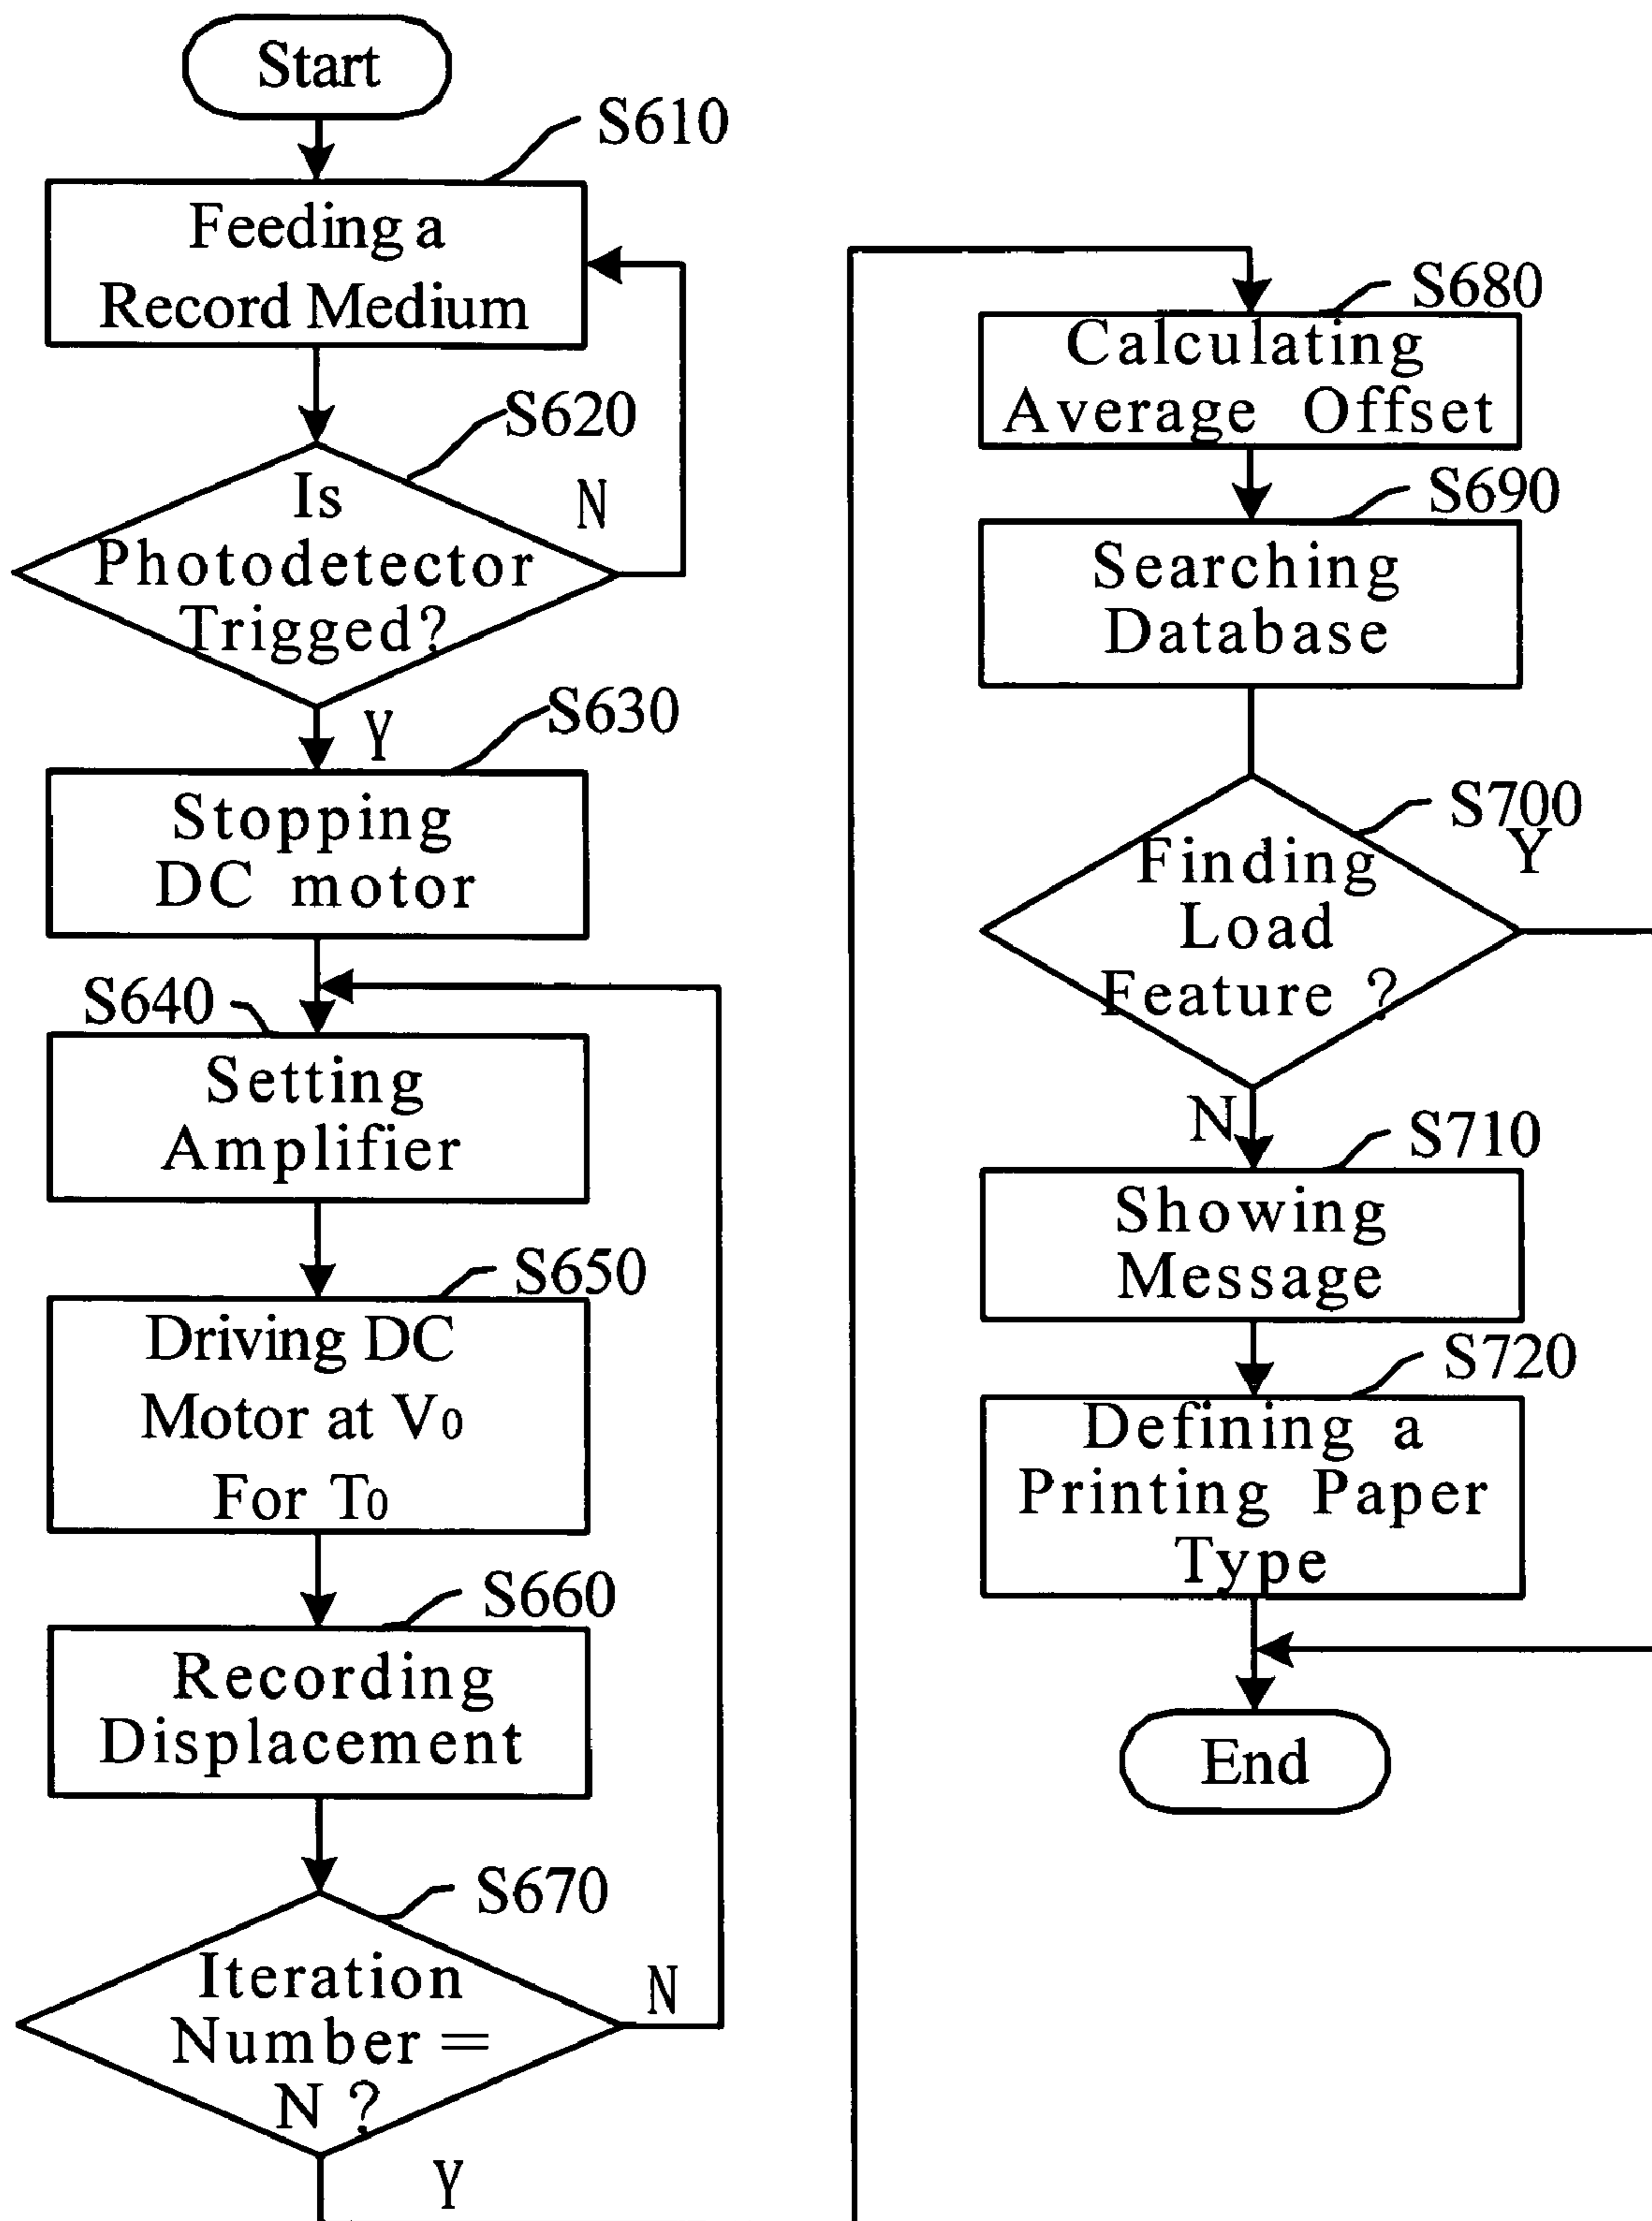 Start
S610
Feeding a
Record Medium
S620
Is
Photodetector
Trigged?
N
Y
S630
Stopping
DC motor
S640
Setting
Amplifier
S650
Driving DC
Motor at V0
For T0
S660
Recording
Displacement
S670
Iteration
Number =
N ?
N
Y
S680
Calculating
Average Offset
S690
Searching
Database
S700
Y
Finding
Load
Feature ?
N
S710
Showing
Message
S720
Defining a
Printing Paper
Type
End